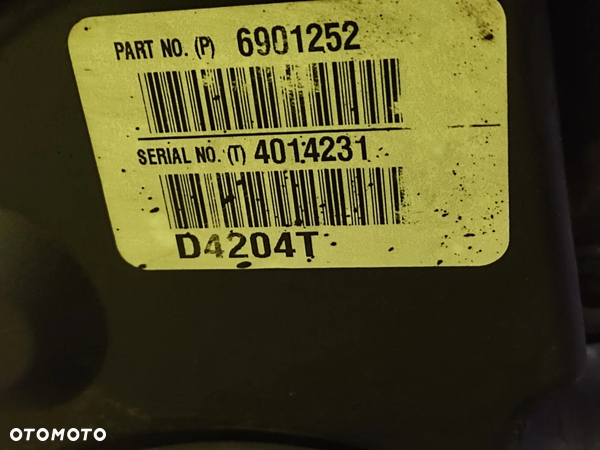 PART NO. (P) 6901252
SERIAL NO. (T) 4014231
D4204T
OTOMOTO